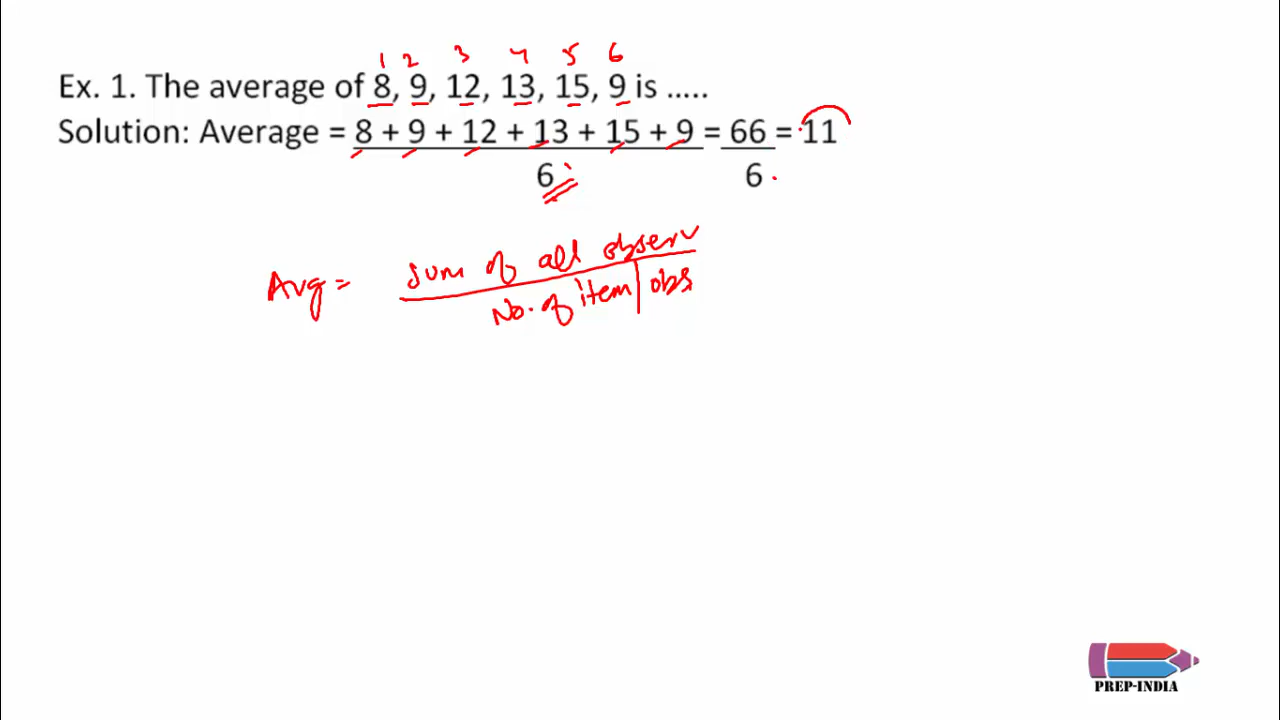 1 2 3 4 5 6
Ex. 1. The average of 8, 9, 12, 13, 15, 9 is .....
Solution: Average = 8 + 9 + 12 + 13 + 15 + 9 = 66 = 11
6 6
sum of all observ
Avg =
No. of item | obs
PREP-INDIA